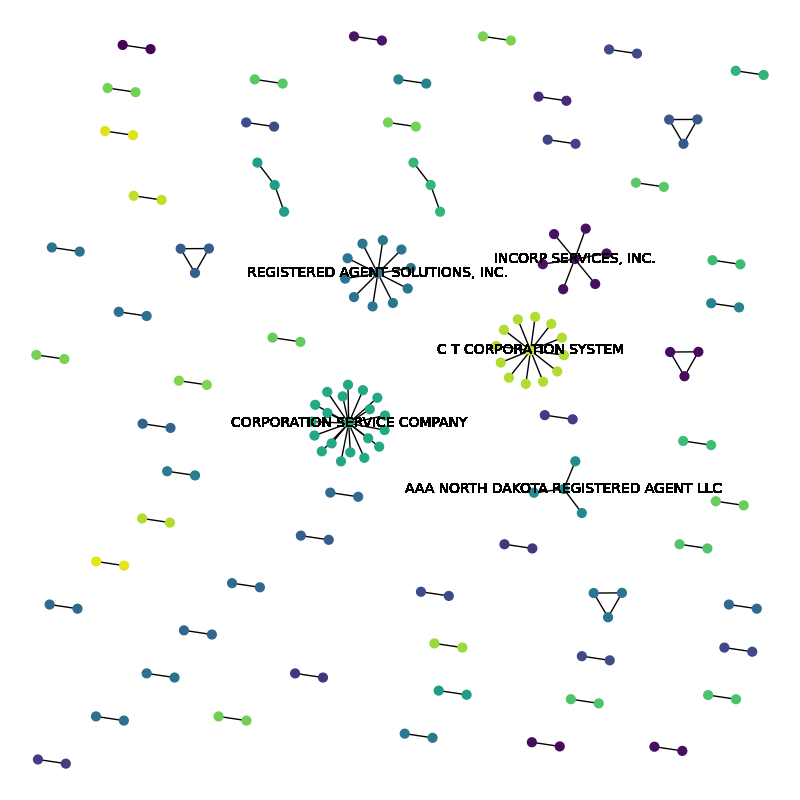 INCORP SERVICES, INC.
REGISTERED AGENT SOLUTIONS, INC.
C T CORPORATION SYSTEM
CORPORATION SERVICE COMPANY
AAA NORTH DAKOTA REGISTERED AGENT LLC